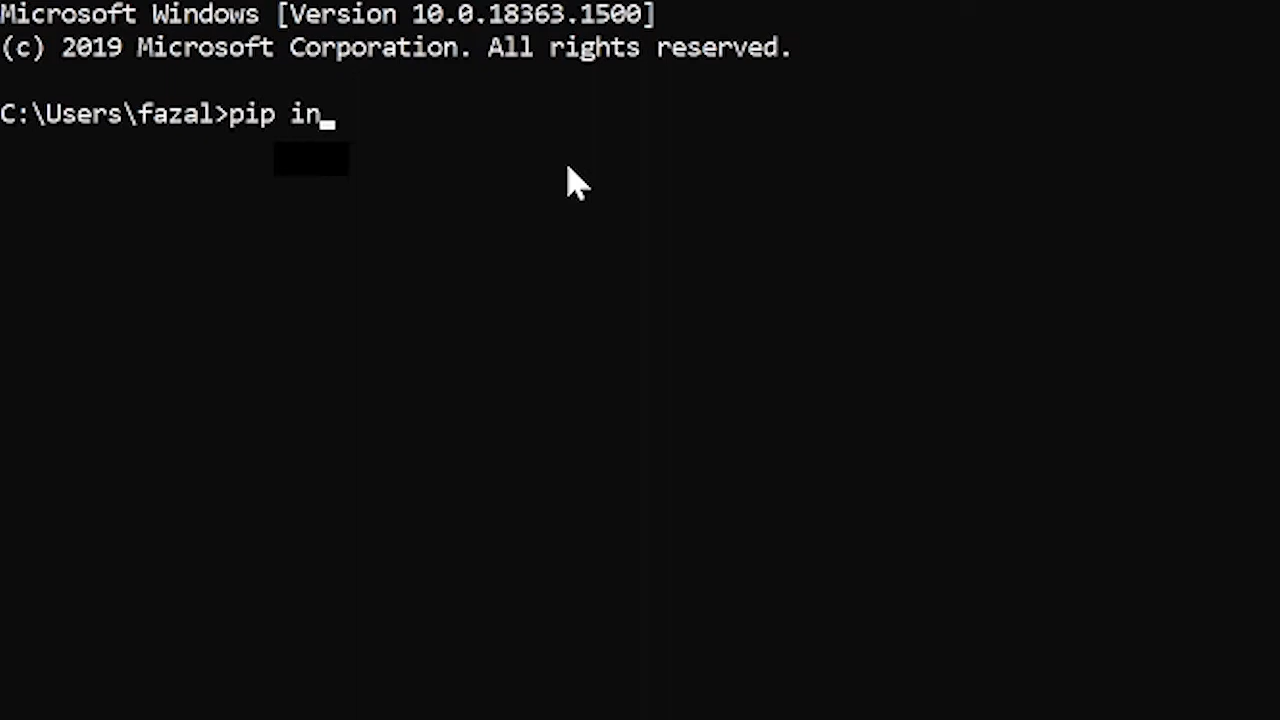 Microsoft Windows [Version 10.0.18363.1500]
(c) 2019 Microsoft Corporation. All rights reserved.
C:\Users\fazal>pip in